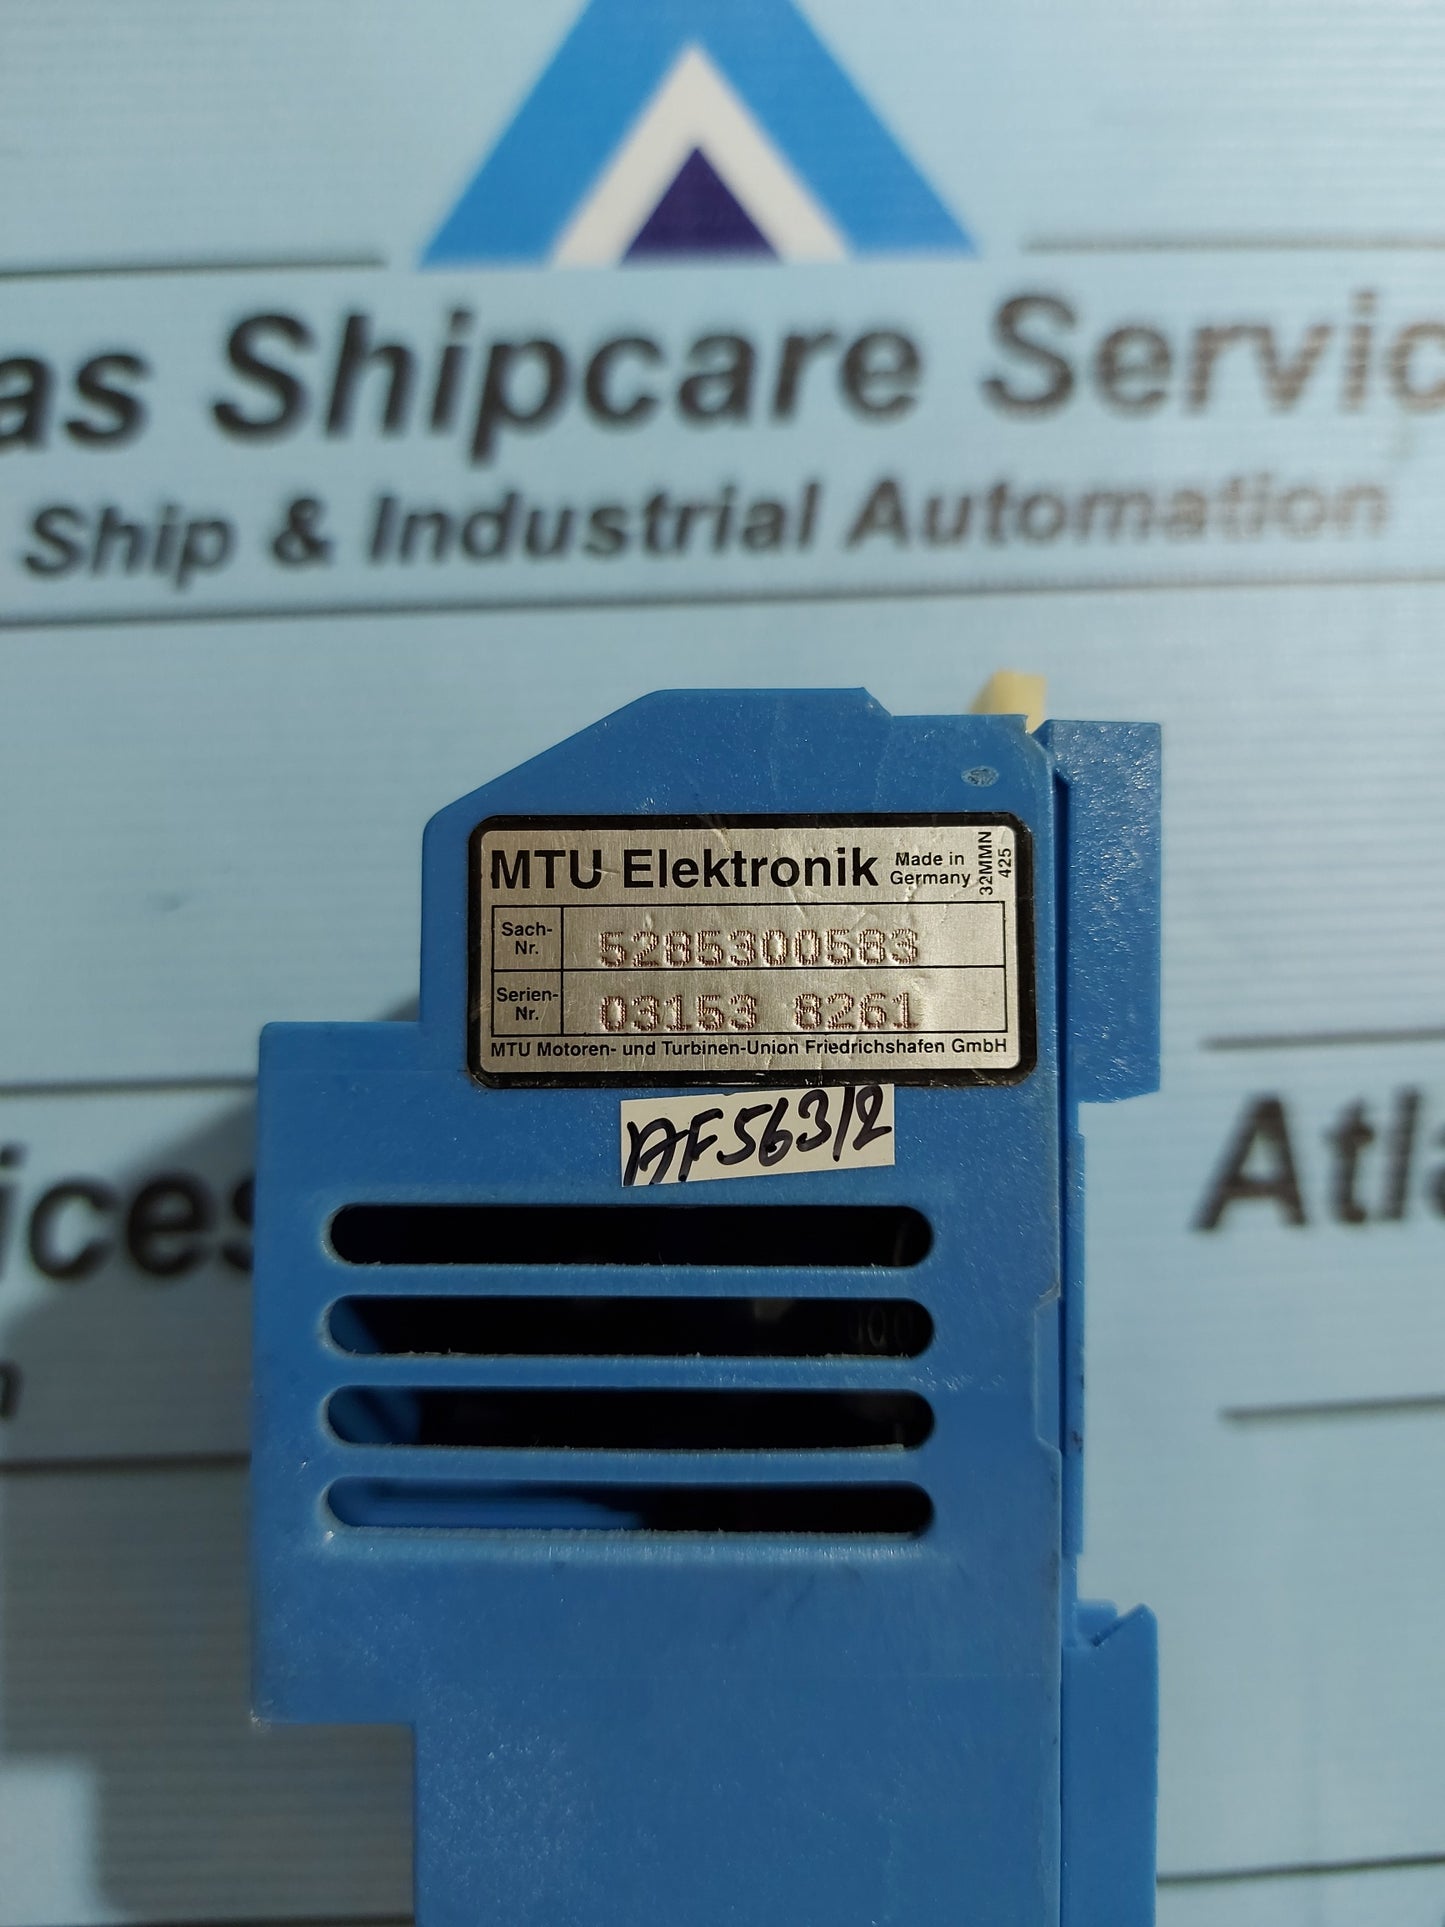 as Shipcare Servic
Ship & Industrial Automation
MTU Elektronik
Made in
Germany
32MMN
425
Sach-
Nr.
5285300583
Serien-
Nr.
03153 8261
MTU Motoren- und Turbinen-Union Friedrichshafen GmbH
AF563/2
ices
Atla
n